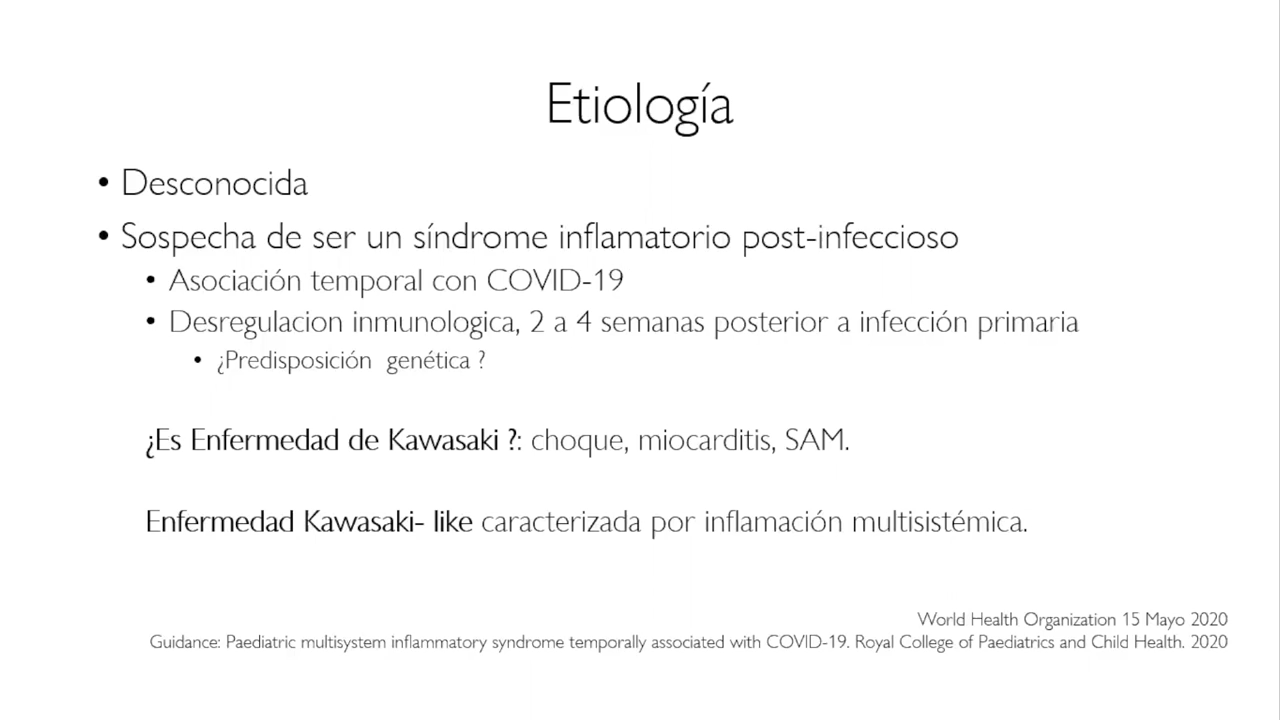 Etiología
• Desconocida
• Sospecha de ser un síndrome inflamatorio post-infeccioso
• Asociación temporal con COVID-19
• Desregulacion inmunologica, 2 a 4 semanas posterior a infección primaria
• ¿Predisposición genética ?
¿Es Enfermedad de Kawasaki ?: choque, miocarditis, SAM.
Enfermedad Kawasaki- like caracterizada por inflamación multisistémica.
World Health Organization 15 Mayo 2020
Guidance: Paediatric multisystem inflammatory syndrome temporally associated with COVID-19. Royal College of Paediatrics and Child Health. 2020